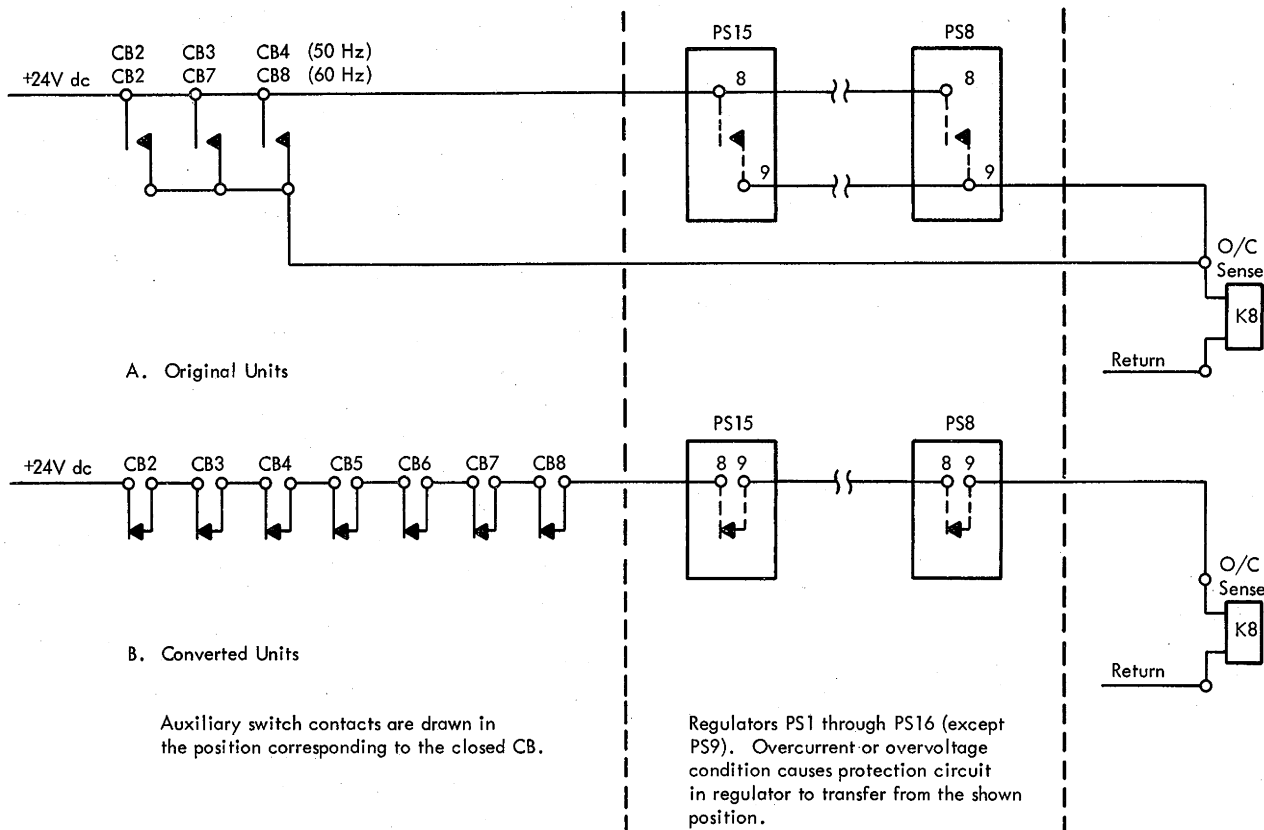 PS15 PS8
CB2 CB3 CB4 (50 Hz)
+24V dc CB2 CB7 CB8 (60 Hz)
8 8
9 9
O/C
Sense
K8
Return
A. Original Units
PS15 PS8
+24V dc CB2 CB3 CB4 CB5 CB6 CB7 CB8 8 9 8 9
O/C
Sense
K8
Return
B. Converted Units
Auxiliary switch contacts are drawn in
the position corresponding to the closed CB.
Regulators PS1 through PS16 (except
PS9). Overcurrent or overvoltage
condition causes protection circuit
in regulator to transfer from the shown
position.